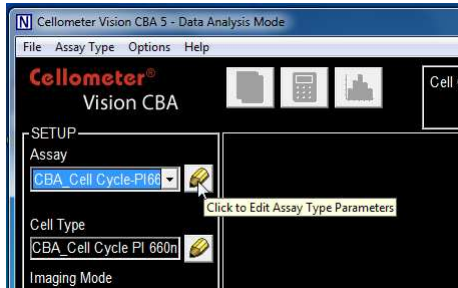 Cellometer Vision CBA 5 - Data Analysis Mode
File Assay Type Options Help
Cellometer®
Vision CBA
Cell
SETUP
Assay
CBA_Cell Cycle-PI66
Click to Edit Assay Type Parameters
Cell Type
CBA_Cell Cycle PI 660n
Imaging Mode